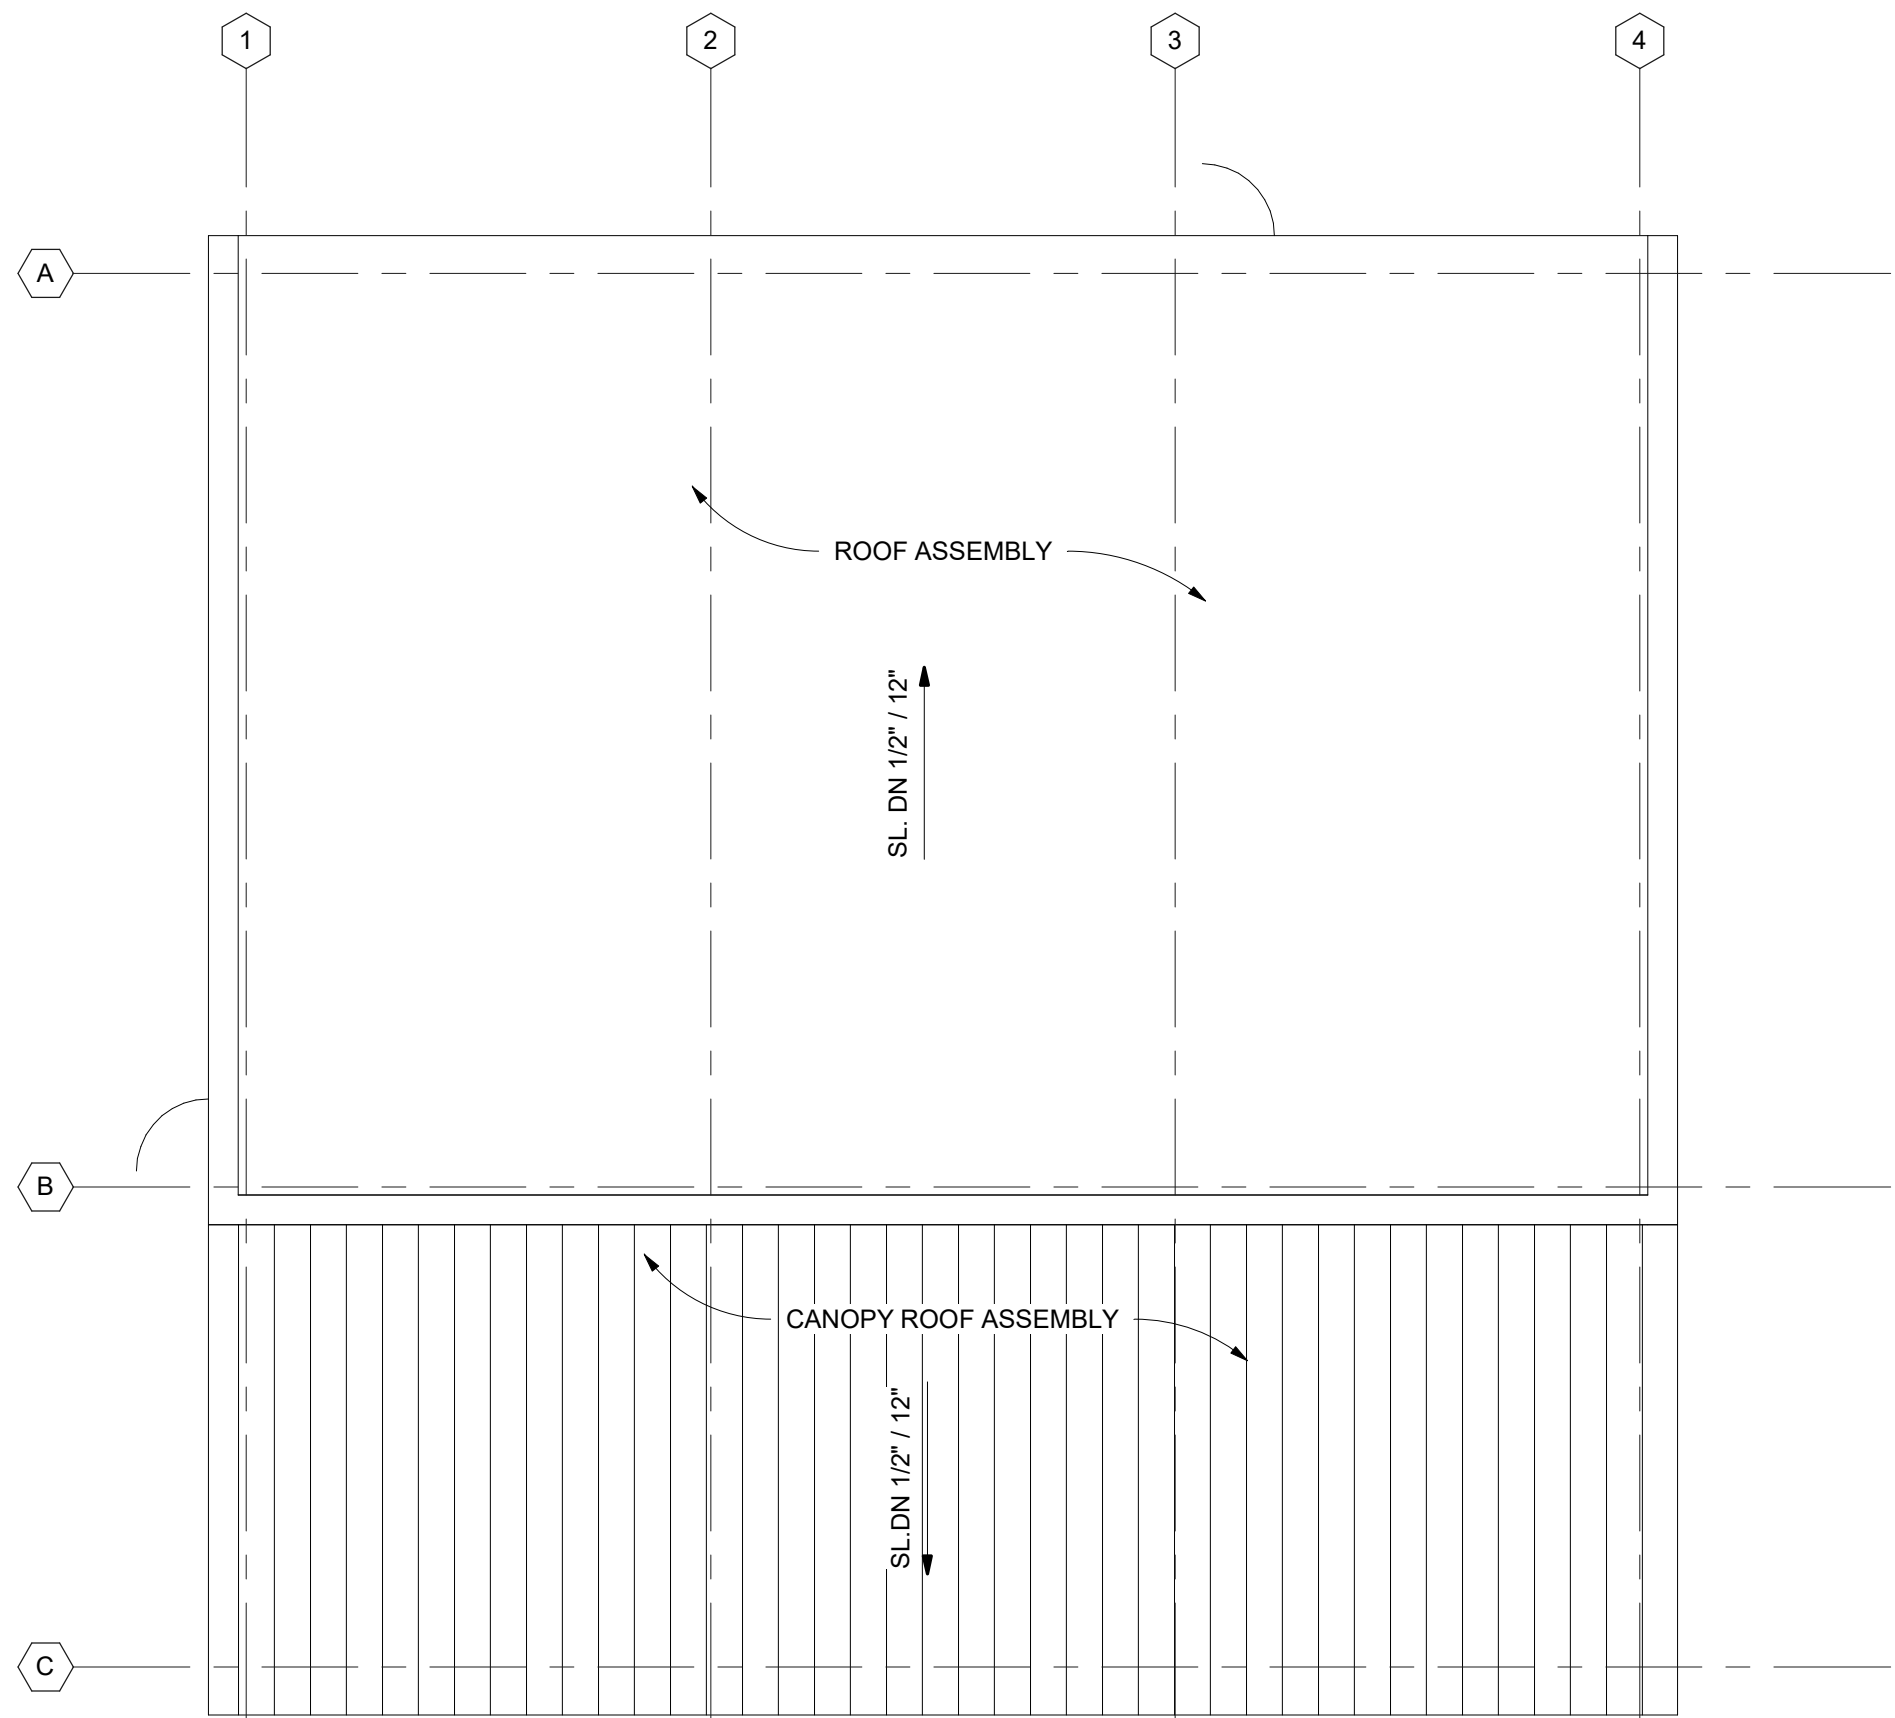 1
2
3
4
A
ROOF ASSEMBLY
SL. DN 1/2" / 12"
B
CANOPY ROOF ASSEMBLY
SL.DN 1/2" / 12"
C